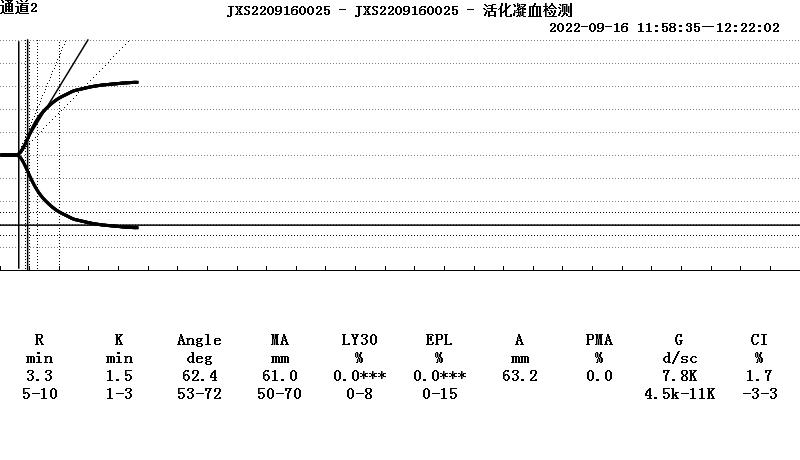 通道2
JXS2209160025 - JXS2209160025 - 活化凝血检测
2022-09-16 11:58:35—12:22:02
R K Angle MA LY30 EPL A PMA G CI
min min deg mm % % mm % d/sc %
3.3 1.5 62.4 61.0 0.0*** 0.0*** 63.2 0.0 7.8K 1.7
5-10 1-3 53-72 50-70 0-8 0-15 4.5k-11K -3-3